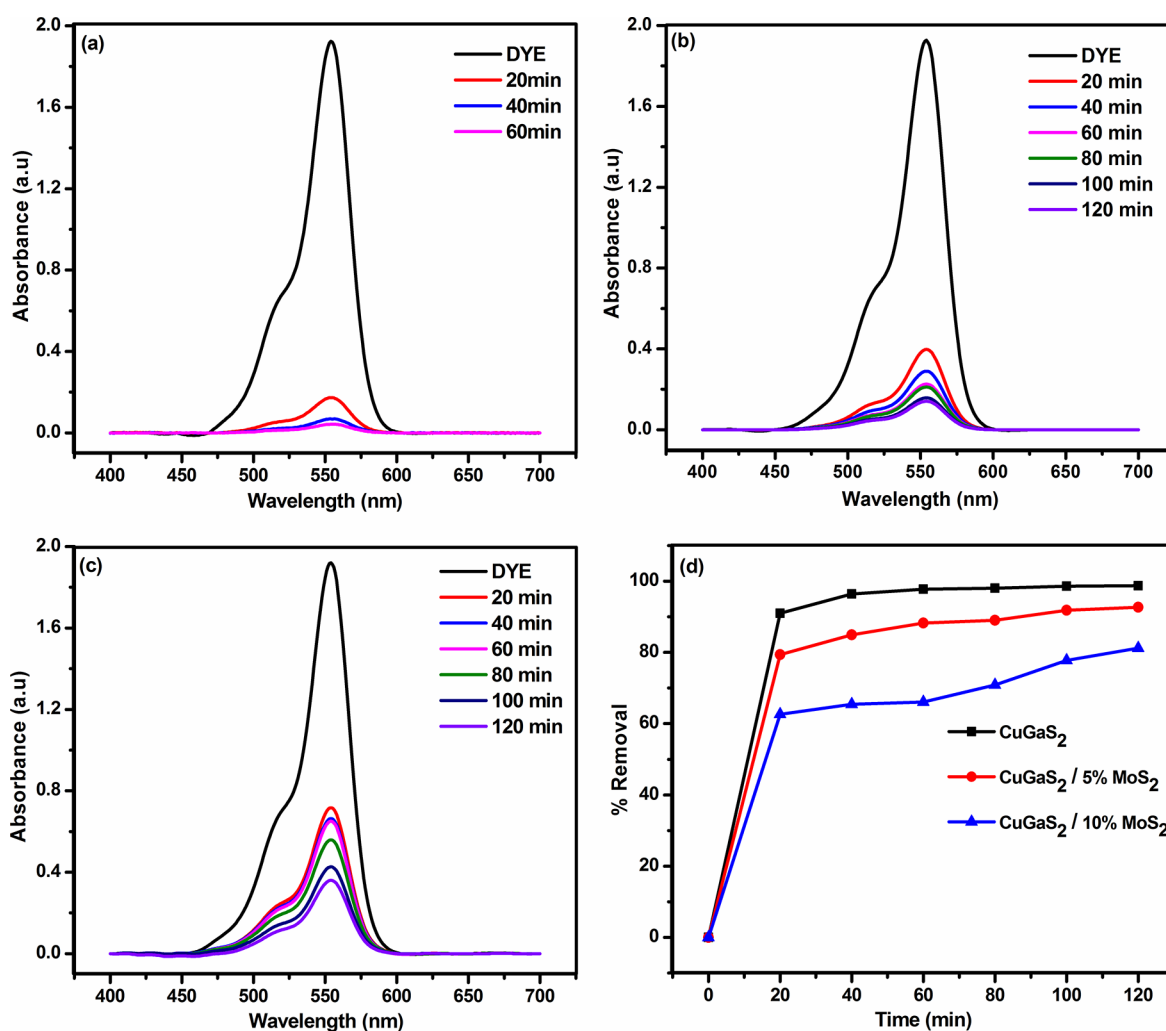 (a)
DYE
20min
40min
60min
2.0
1.6
1.2
0.8
0.4
0.0
Absorbance (a.u)
400 450 500 550 600 650 700
Wavelength (nm)
(b)
DYE
20 min
40 min
60 min
80 min
100 min
120 min
2.0
1.6
1.2
0.8
0.4
0.0
Absorbance (a.u)
400 450 500 550 600 650 700
Wavelength (nm)
(c)
DYE
20 min
40 min
60 min
80 min
100 min
120 min
2.0
1.6
1.2
0.8
0.4
0.0
Absorbance (a.u)
400 450 500 550 600 650 700
Wavelength (nm)
(d)
100
80
60
40
20
0
% Removal
CuGaS2
CuGaS2 / 5% MoS2
CuGaS2 / 10% MoS2
0 20 40 60 80 100 120
Time (min)